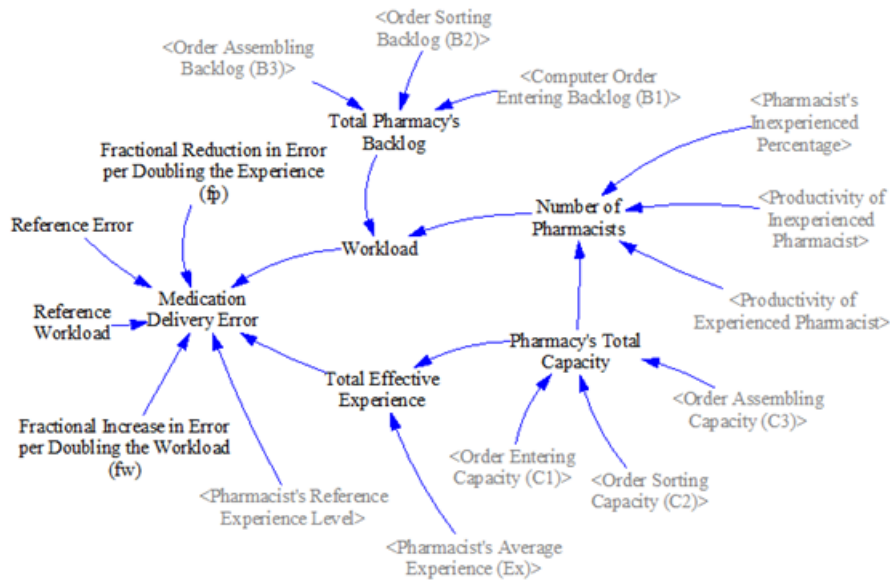 <Order Sorting
Backlog (B2)>
<Order Assembling
Backlog (B3)>
<Computer Order
Entering Backlog (B1)>
<Pharmacist's
Inexperienced
Percentage>
Total Pharmacy's
Backlog
Fractional Reduction in Error
per Doubling the Experience
(fp)
<Productivity of
Inexperienced
Pharmacist>
Number of
Pharmacists
Reference Error
Workload
Medication
Delivery Error
Reference
Workload
<Productivity of
Experienced Pharmacist>
Pharmacy's Total
Capacity
Total Effective
Experience
<Order Assembling
Capacity (C3)>
Fractional Increase in Error
per Doubling the Workload
(fw)
<Order Entering
Capacity (C1)>
<Order Sorting
Capacity (C2)>
<Pharmacist's Reference
Experience Level>
<Pharmacist's Average
Experience (Ex)>